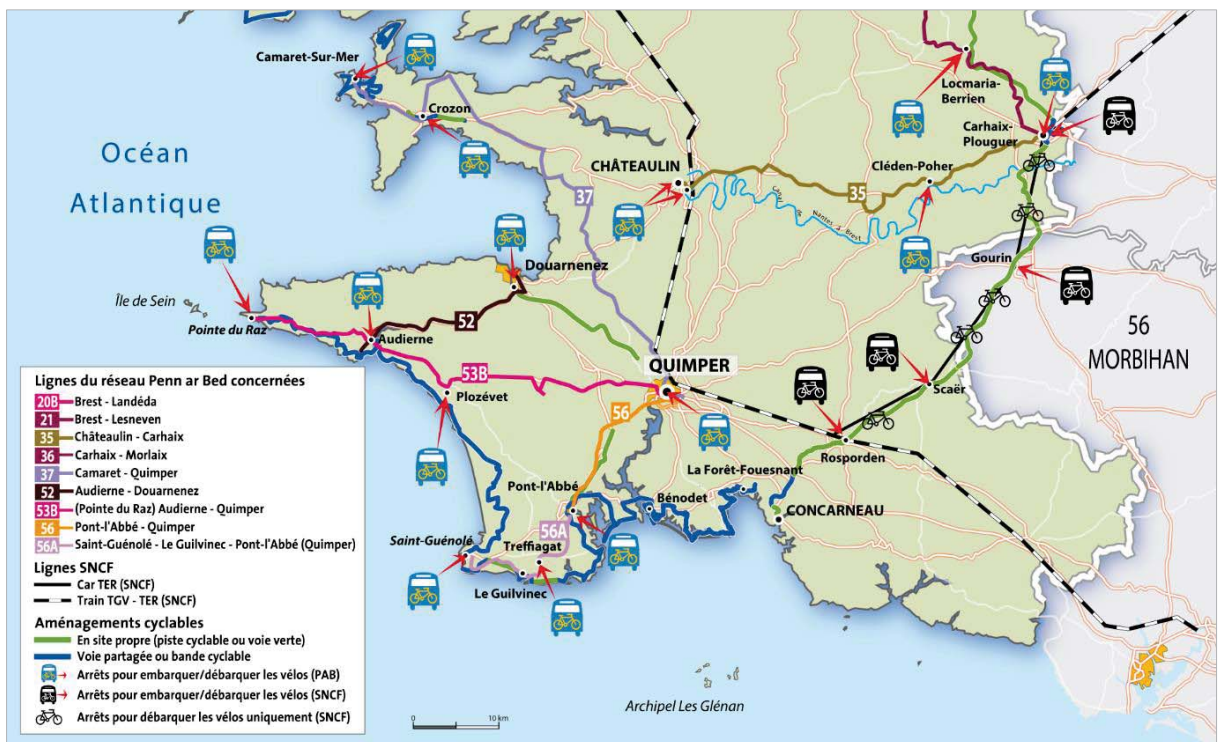 Camaret-Sur-Mer
Crozon
Locmaria-
Berrien
Carhaix-
Plouguer
Océan
Atlantique
CHÂTEAULIN
Cléden-Poher
35
37
Canal de Nantes à Brest
Gourin
Douarnenez
Île de Sein
Pointe du Raz
52
Audierne
56
MORBIHAN
QUIMPER
53B
Plozévet
Scaër
56
Rosporden
La Forêt-Fouesnant
Pont-l'Abbé
Bénodet
CONCARNEAU
56A
Saint-Guénolé
Treffiagat
Le Guilvinec
Archipel Les Glénan
10 km
Lignes du réseau Penn ar Bed concernées
20B Brest - Landéda
21 Brest - Lesneven
35 Châteaulin - Carhaix
36 Carhaix - Morlaix
37 Camaret - Quimper
52 Audierne - Douarnenez
53B (Pointe du Raz) Audierne - Quimper
56 Pont-l'Abbé - Quimper
56A Saint-Guénolé - Le Guilvinec - Pont-l'Abbé (Quimper)
Lignes SNCF
Car TER (SNCF)
Train TGV - TER (SNCF)
Aménagements cyclables
En site propre (piste cyclable ou voie verte)
Voie partagée ou bande cyclable
Arrêts pour embarquer/débarquer les vélos (PAB)
Arrêts pour embarquer/débarquer les vélos (SNCF)
Arrêts pour débarquer les vélos uniquement (SNCF)